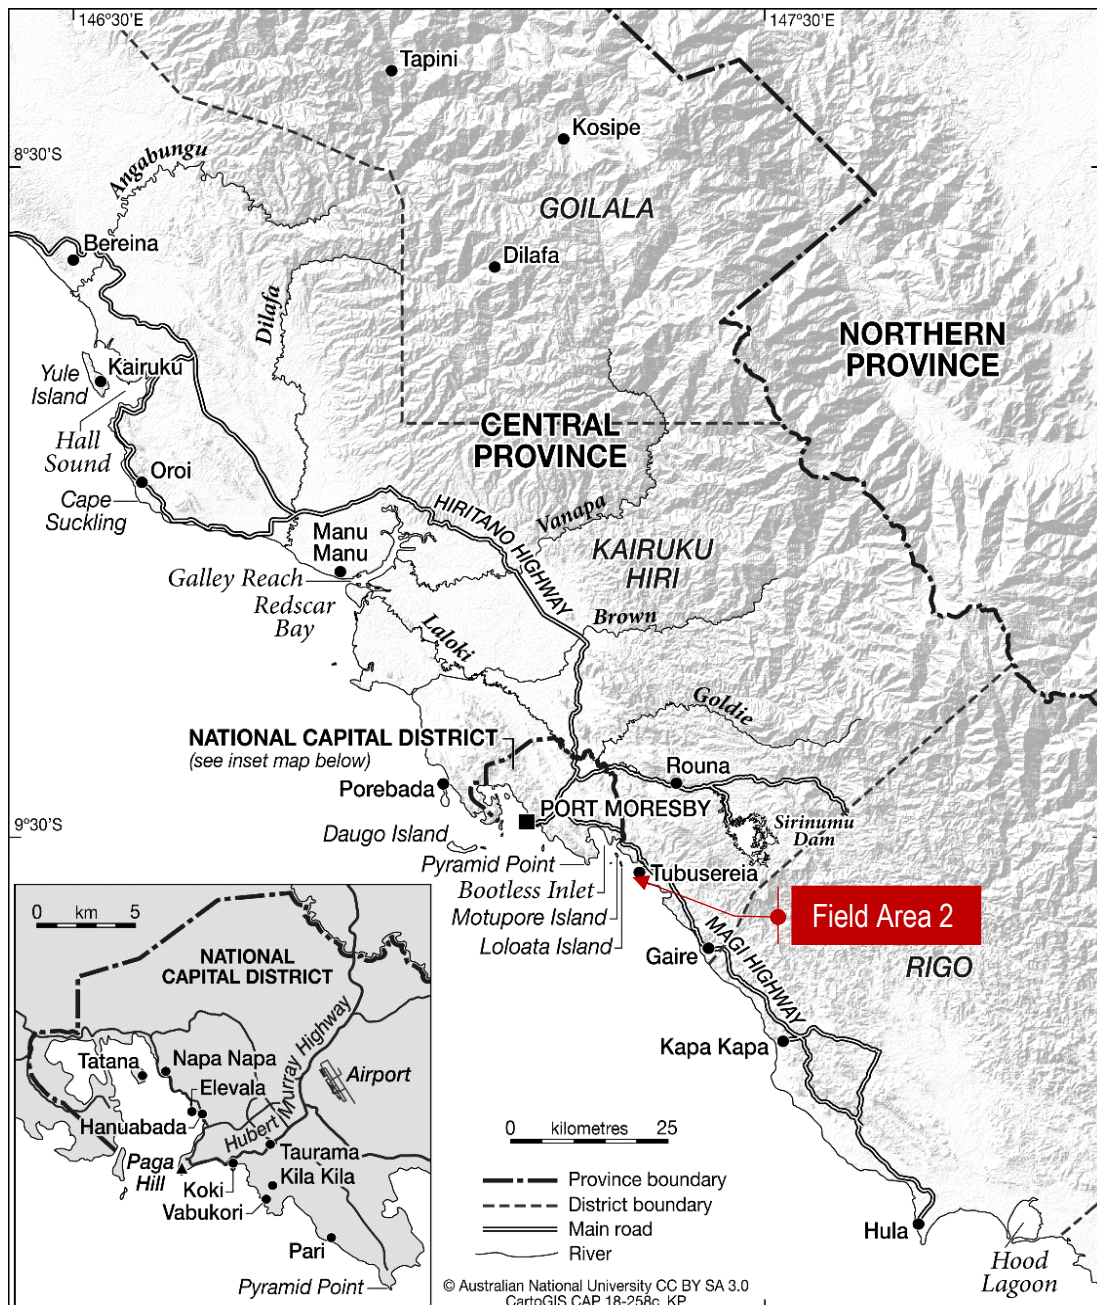 146°30'E
147°30'E
Tapini
Kosipe
8°30'S
Angabungu
GOILALA
Bereina
Dilafa
Dilafa
NORTHERN
PROVINCE
Kairuku
Yule
Island
CENTRAL
PROVINCE
Hall
Sound
Oroi
Cape
Suckling
HIRITANO HIGHWAY
Vanapa
Manu
Manu
KAIRUKU
HIRI
Galley Reach
Redscar
Bay
Brown
Laloki
Goldie
NATIONAL CAPITAL DISTRICT
(see inset map below)
Rouna
Porebada
PORT MORESBY
9°30'S
Daugo Island
Sirinumu
Dam
Pyramid Point
Tubusereia
Bootless Inlet
Motupore Island
Field Area 2
Loloata Island
MAGI HIGHWAY
Gaire
RIGO
Kapa Kapa
0 kilometres 25
Province boundary
District boundary
Main road
River
Hula
Hood
Lagoon
© Australian National University CC BY SA 3.0
CartoGIS CAP 18-258c_KP
0 km 5
NATIONAL
CAPITAL DISTRICT
Tatana
Napa Napa
Elevala
Airport
Hanuabada
Hubert Murray Highway
Paga
Hill
Taurama
Kila Kila
Koki
Vabukori
Pari
Pyramid Point